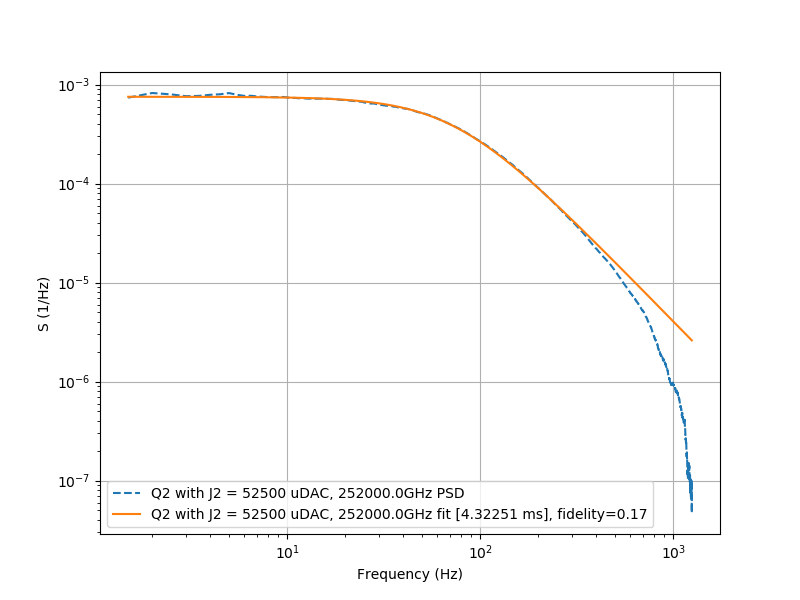 10⁻³
10⁻⁴
10⁻⁵
10⁻⁶
10⁻⁷
S (1/Hz)
Q2 with J2 = 52500 uDAC, 252000.0GHz PSD
Q2 with J2 = 52500 uDAC, 252000.0GHz fit [4.32251 ms], fidelity=0.17
10¹ 10² 10³
Frequency (Hz)